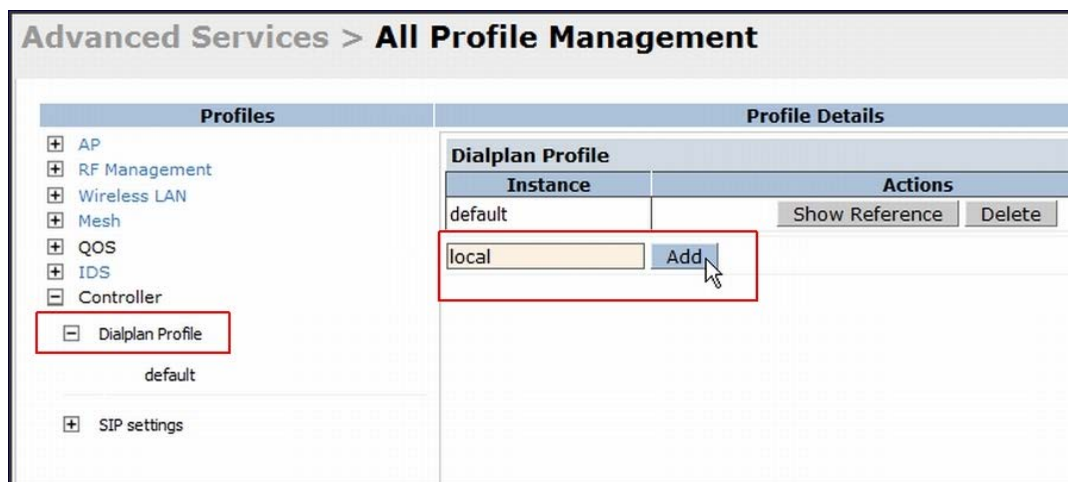 Advanced Services > All Profile Management
Profiles
AP
RF Management
Wireless LAN
Mesh
QOS
IDS
Controller
Dialplan Profile
default
SIP settings
Profile Details
Dialplan Profile
Instance Actions
default Show Reference Delete
local Add